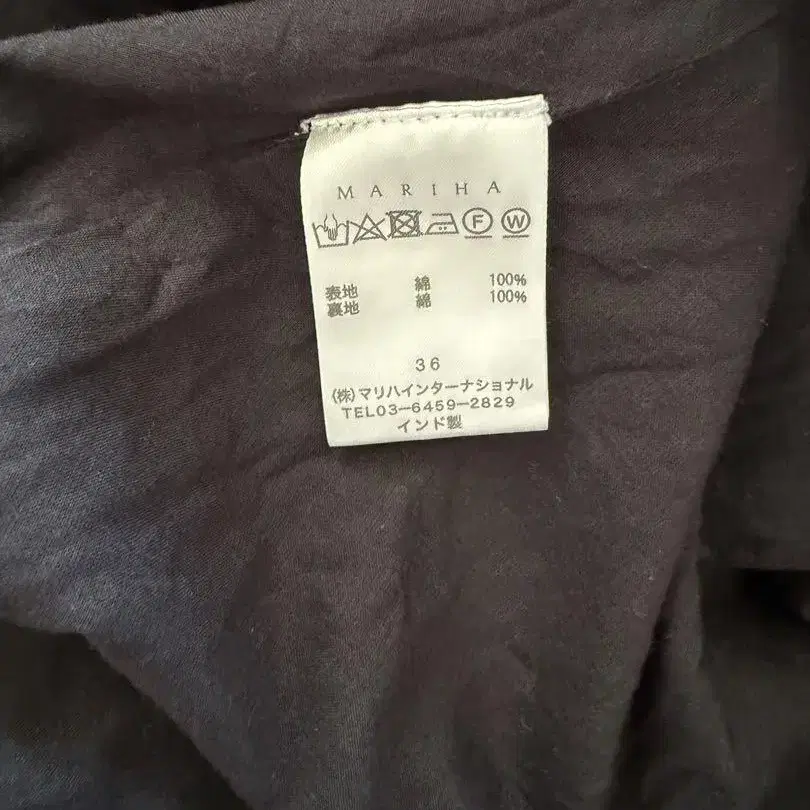 MARIHA
F W
表地 綿 100%
裏地 綿 100%
36
(株)マリハインターナショナル
TEL03-6459-2829
インド製